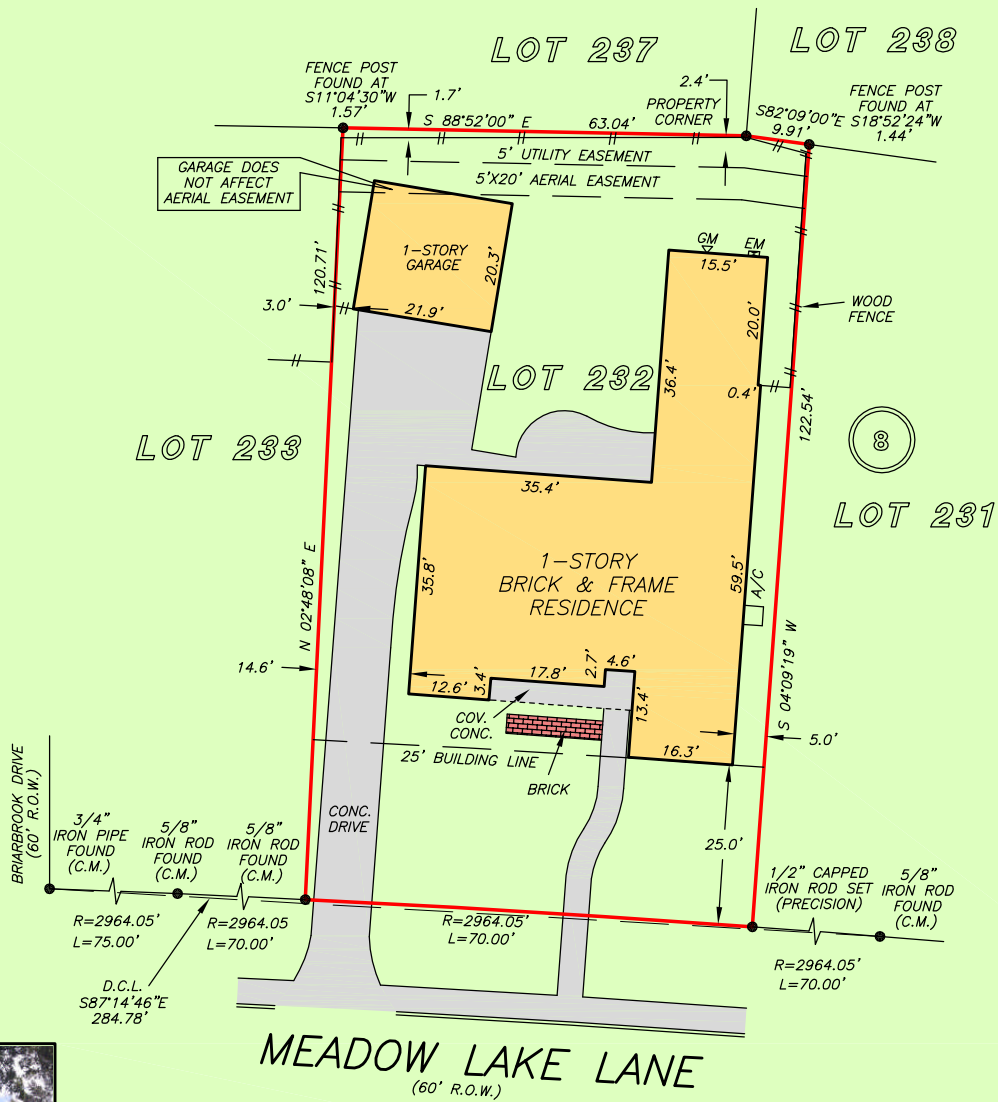 LOT 237
LOT 238
FENCE POST
FOUND AT
S11°04'30"W
1.57'
1.7'
2.4'
PROPERTY
CORNER
S 88°52'00" E
63.04'
S82°09'00"E
9.91'
FENCE POST
FOUND AT
S18°52'24"W
1.44'
5' UTILITY EASEMENT
5'X20' AERIAL EASEMENT
GARAGE DOES
NOT AFFECT
AERIAL EASEMENT
1-STORY
GARAGE
20.3'
21.9'
120.71'
3.0'
GM
EM
15.5'
20.0'
WOOD
FENCE
36.4'
0.4'
122.54'
LOT 232
LOT 233
8
LOT 231
35.4'
35.8'
1-STORY
BRICK & FRAME
RESIDENCE
59.5'
A/C
N 02°48'08" E
S 04°09'19" W
14.6'
12.6'
3.4'
17.8'
2.7'
4.6'
13.4'
16.3'
5.0'
COV.
CONC.
25' BUILDING LINE
BRICK
CONC.
DRIVE
25.0'
BRIARBROOK DRIVE
(60' R.O.W.)
3/4"
IRON PIPE
FOUND
(C.M.)
5/8"
IRON ROD
FOUND
(C.M.)
5/8"
IRON ROD
FOUND
(C.M.)
1/2" CAPPED
IRON ROD SET
(PRECISION)
5/8"
IRON ROD
FOUND
(C.M.)
R=2964.05'
L=75.00'
R=2964.05
L=70.00'
R=2964.05'
L=70.00'
R=2964.05'
L=70.00'
D.C.L.
S87°14'46"E
284.78'
MEADOW LAKE LANE
(60' R.O.W.)